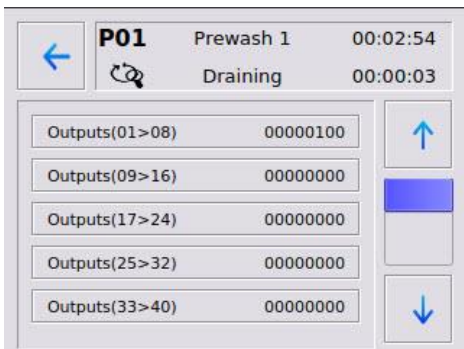 P01 Prewash 1 00:02:54
Draining 00:00:03
Outputs(01>08) 00000100
Outputs(09>16) 00000000
Outputs(17>24) 00000000
Outputs(25>32) 00000000
Outputs(33>40) 00000000